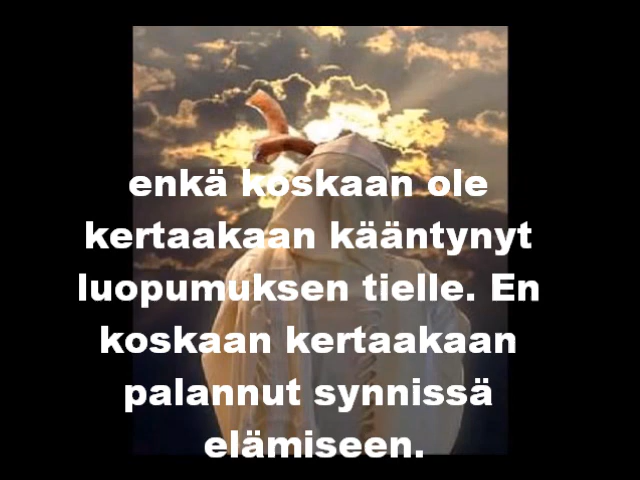 enkä koskaan ole
kertaakaan kääntynyt
luopumuksen tielle. En
koskaan kertaakaan
palannut synnissä
elämiseen.